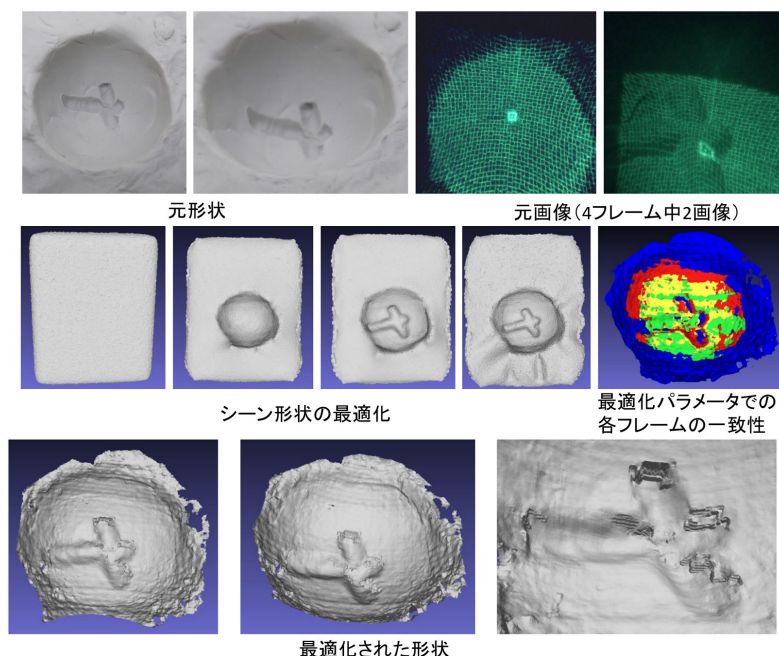 元形状
元画像(4フレーム中2画像)
シーン形状の最適化
最適化パラメータでの
各フレームの一致性
最適化された形状